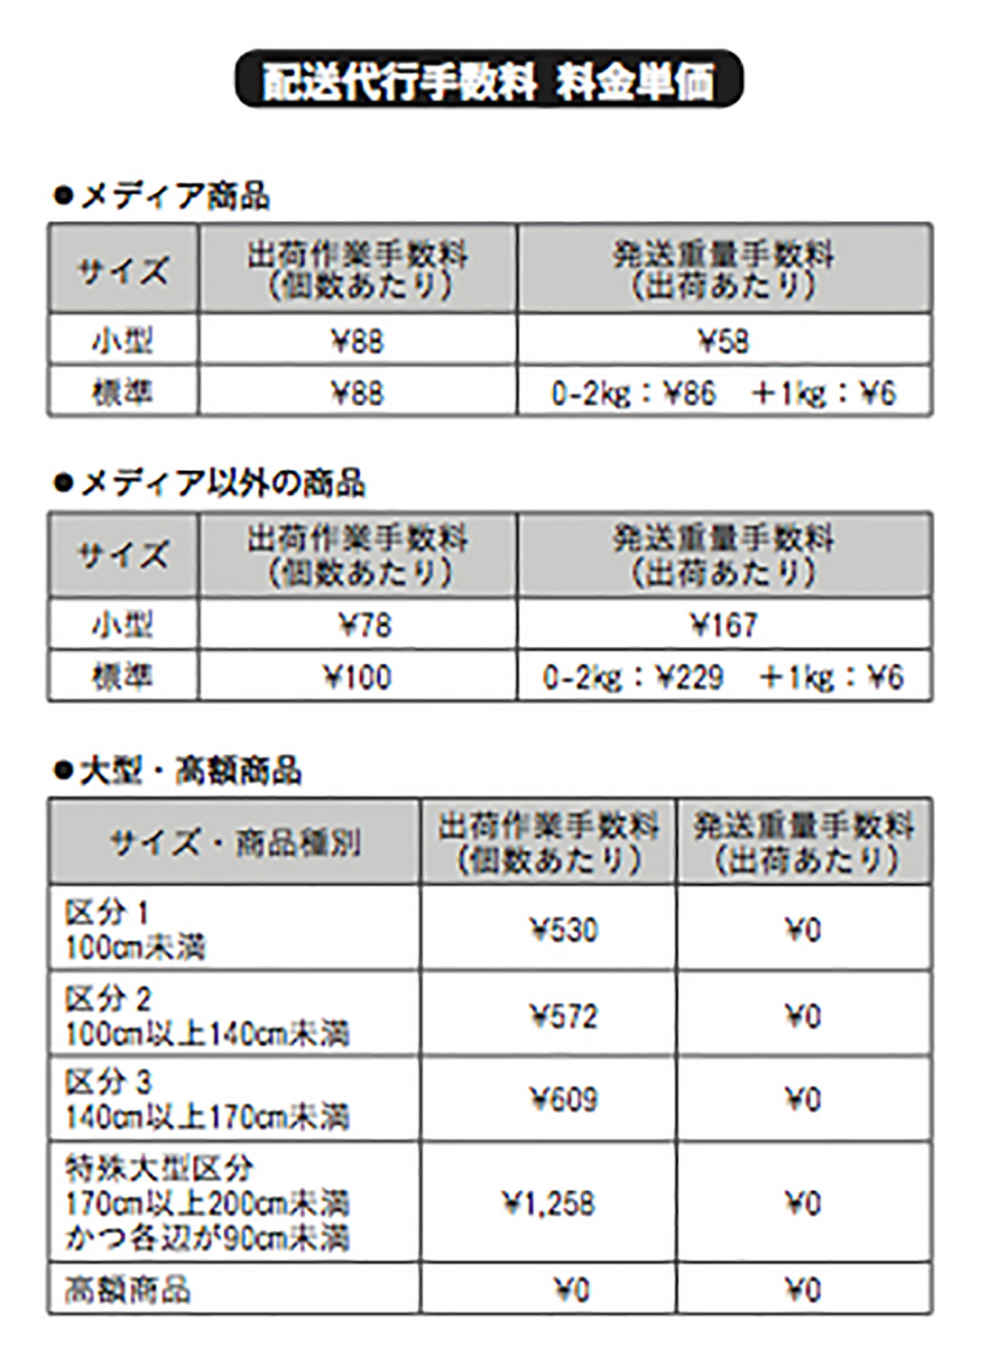 配送代行手数料 料金単価
●メディア商品
サイズ 出荷作業手数料(個数あたり) 発送重量手数料(出荷あたり)
小型 ¥88 ¥58
標準 ¥88 0-2kg：¥86 ＋1kg：¥6
●メディア以外の商品
サイズ 出荷作業手数料(個数あたり) 発送重量手数料(出荷あたり)
小型 ¥78 ¥167
標準 ¥100 0-2kg：¥229 ＋1kg：¥6
●大型・高額商品
サイズ・商品種別 出荷作業手数料(個数あたり) 発送重量手数料(出荷あたり)
区分1
100cm未満 ¥530 ¥0
区分2
100cm以上140cm未満 ¥572 ¥0
区分3
140cm以上170cm未満 ¥609 ¥0
特殊大型区分
170cm以上200cm未満 ¥1,258 ¥0
かつ各辺が90cm未満
高額商品 ¥0 ¥0